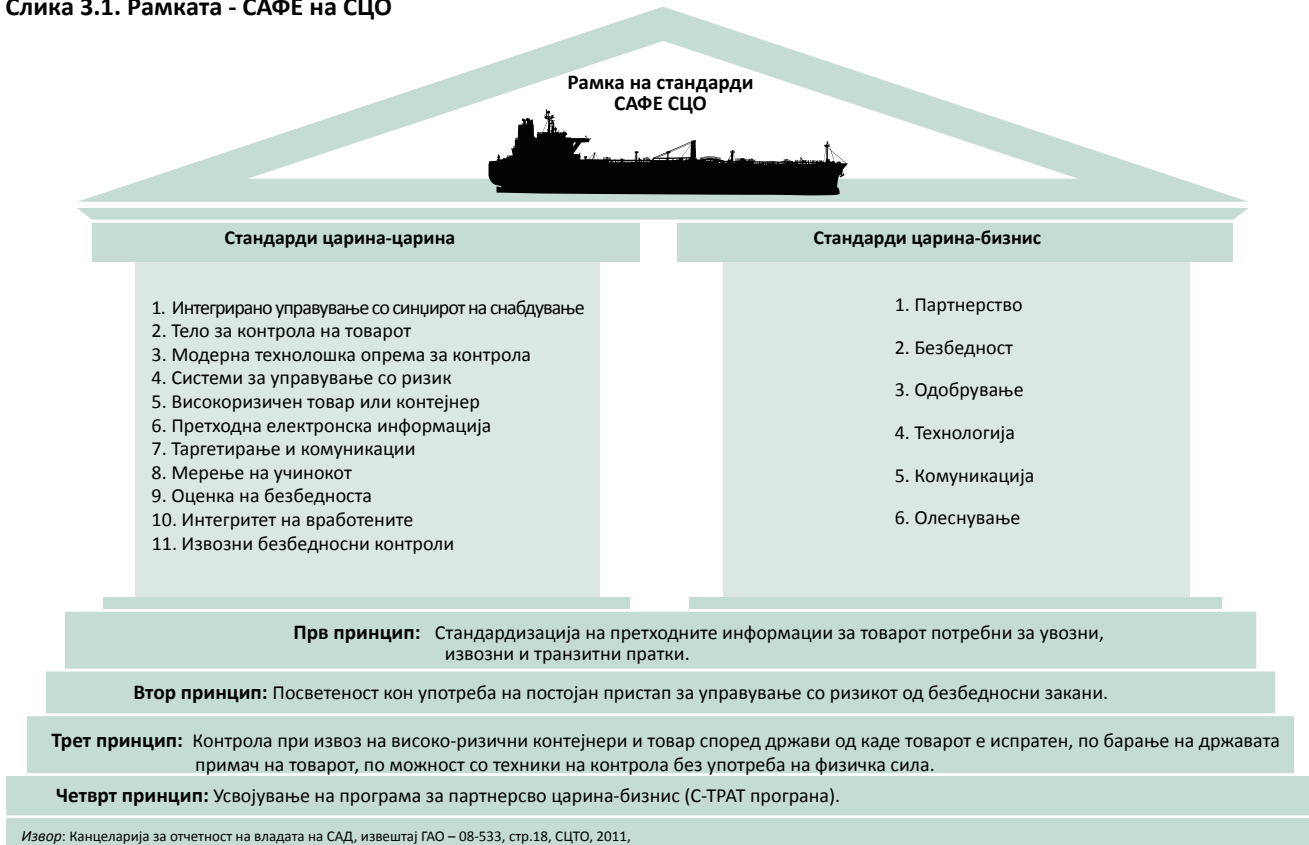 Слика 3.1. Рамката - САФЕ на СЦО
Рамка на стандарди
САФЕ СЦО
Стандарди царина-царина
1. Интегрирано управување со синџирот на снабдување
2. Тело за контрола на товарот
3. Модерна технолошка опрема за контрола
4. Системи за управување со ризик
5. Високоризичен товар или контејнер
6. Претходна електронска информација
7. Таргетирање и комуникации
8. Мерење на учинокот
9. Оценка на безбедноста
10. Интегритет на вработените
11. Извозни безбедносни контроли
Стандарди царина-бизнис
1. Партнерство
2. Безбедност
3. Одобрување
4. Технологија
5. Комуникација
6. Олеснување
Прв принцип: Стандардизација на претходните информации за товарот потребни за увозни,
извозни и транзитни пратки.
Втор принцип: Посветеност кон употреба на постојан пристап за управување со ризикот од безбедносни закани.
Трет принцип: Контрола при извоз на високо-ризични контејнери и товар според држави од каде товарот е испратен, по барање на државата
примач на товарот, по можност со техники на контрола без употреба на физичка сила.
Четврт принцип: Усвојување на програма за партнерсво царина-бизнис (С-ТРАТ програна).
Извор: Канцеларија за отчетност на владата на САД, извештај ГАО – 08-533, стр.18, СЦТО, 2011,